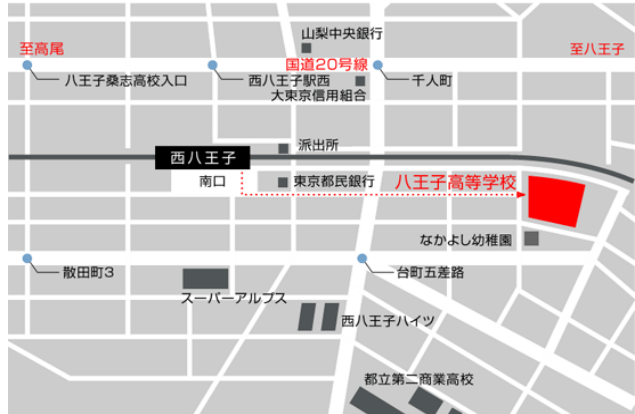 山梨中央銀行
至高尾
至八王子
国道20号線
八王子桑志高校入口
西八王子駅西
千人町
大東京信用組合
派出所
西八王子
南口
東京都民銀行
八王子高等学校
なかよし幼稚園
散田町3
台町五差路
スーパーアルプス
西八王子ハイツ
都立第二商業高校